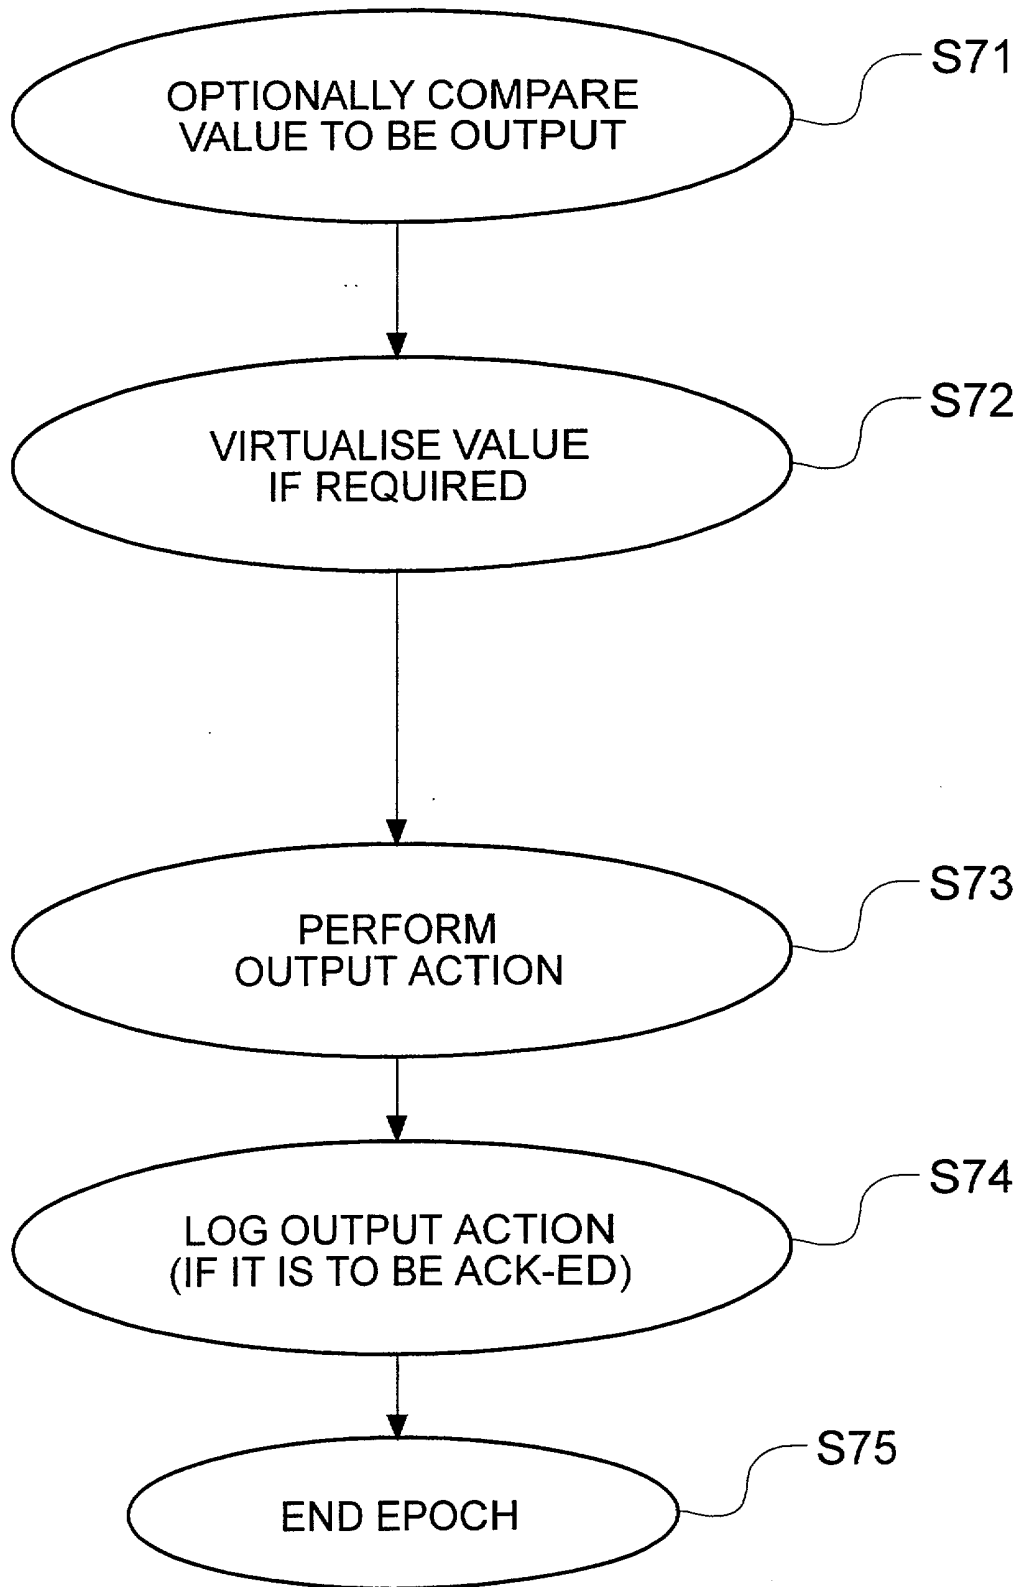 S71
OPTIONALLY COMPARE
VALUE TO BE OUTPUT
S72
VIRTUALISE VALUE
IF REQUIRED
S73
PERFORM
OUTPUT ACTION
S74
LOG OUTPUT ACTION
(IF IT IS TO BE ACK-ED)
S75
END EPOCH